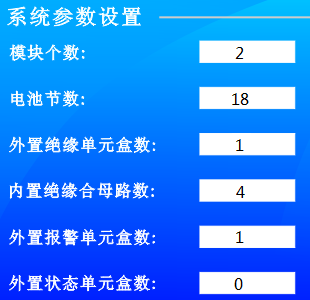 系统参数设置
模块个数: 2
电池节数: 18
外置绝缘单元盒数: 1
内置绝缘合母路数: 4
外置报警单元盒数: 1
外置状态单元盒数: 0